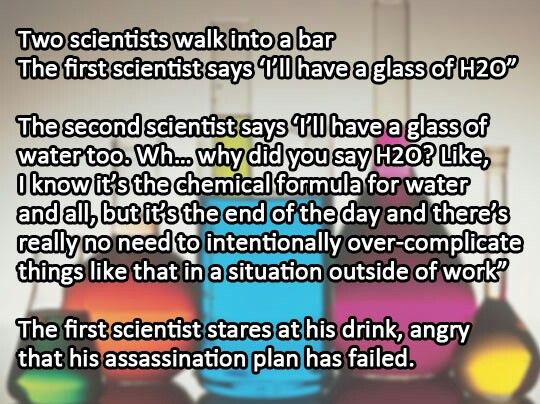 Two scientists walk into a bar
The first scientist says ‘I’ll have a glass of H2O”
The second scientist says ‘I’ll have a glass of
water too. Wh... why did you say H2O? Like,
I know it’s the chemical formula for water
and all, but it’s the end of the day and there’s
really no need to intentionally over-complicate
things like that in a situation outside of work”
The first scientist stares at his drink, angry
that his assassination plan has failed.